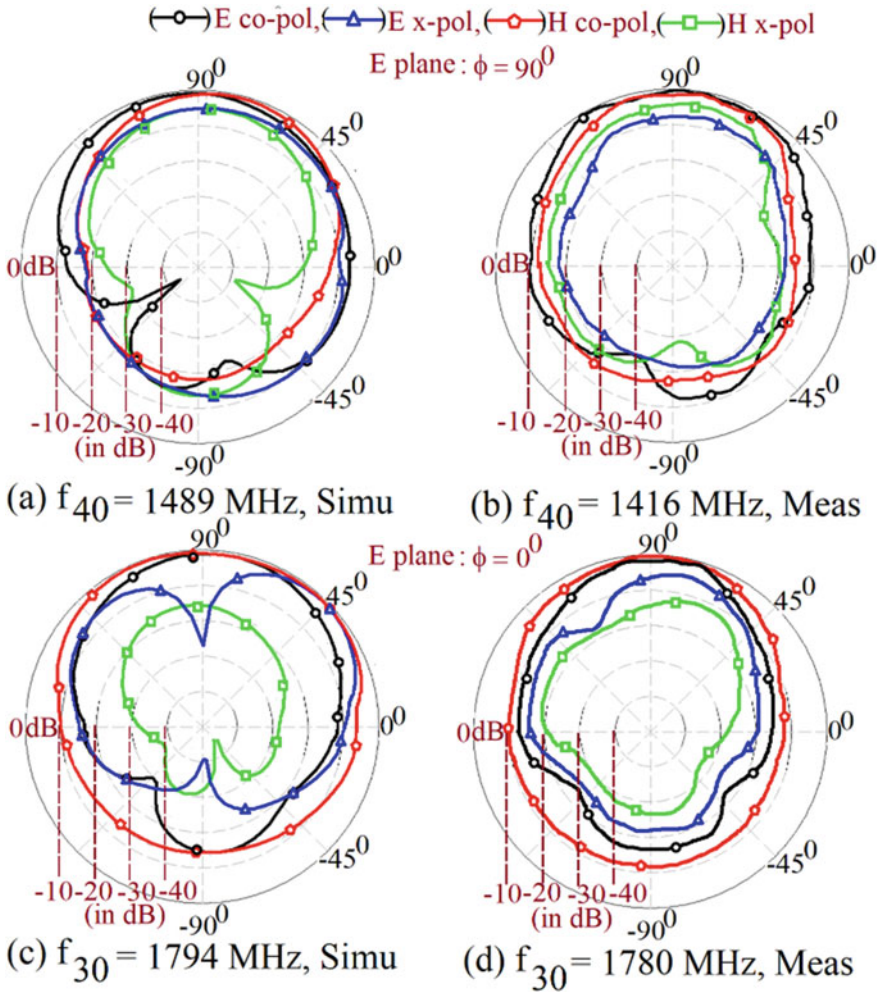 (—)E co-pol,(—)E x-pol,(—)H co-pol,(—)H x-pol
E plane : ϕ = 90⁰
90⁰ 90⁰
45⁰ 45⁰
0dB 0⁰ 0dB 0⁰
-45⁰ -45⁰
-10 -20 -30 -40 -10 -20 -30 -40
(in dB) (in dB)
-90⁰ -90⁰
(a) f₄₀ = 1489 MHz, Simu (b) f₄₀ = 1416 MHz, Meas
E plane : ϕ = 0⁰
90⁰ 90⁰
45⁰ 45⁰
0dB 0⁰ 0dB 0⁰
-45⁰ -45⁰
-10 -20 -30 -40 -10 -20 -30 -40
(in dB) (in dB)
-90⁰ -90⁰
(c) f₃₀ = 1794 MHz, Simu (d) f₃₀ = 1780 MHz, Meas